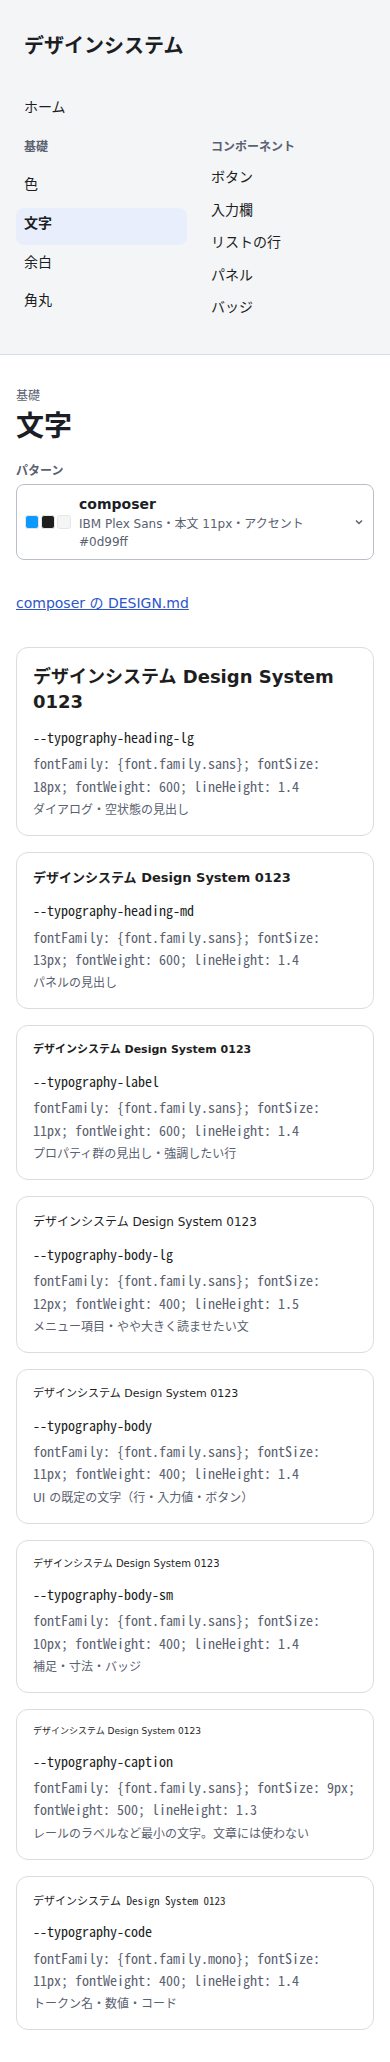 デザインシステム
ホーム
基礎
色
文字
余白
角丸
コンポーネント
ボタン
入力欄
リストの行
パネル
バッジ
基礎
文字
パターン
composer
IBM Plex Sans・本文 11px・アクセント
#0d99ff
composer の DESIGN.md
デザインシステム Design System
0123
--typography-heading-lg
fontFamily: {font.family.sans}; fontSize:
18px; fontWeight: 600; lineHeight: 1.4
ダイアログ・空状態の見出し
デザインシステム Design System 0123
--typography-heading-md
fontFamily: {font.family.sans}; fontSize:
13px; fontWeight: 600; lineHeight: 1.4
パネルの見出し
デザインシステム Design System 0123
--typography-label
fontFamily: {font.family.sans}; fontSize:
11px; fontWeight: 600; lineHeight: 1.4
プロパティ群の見出し・強調したい行
デザインシステム Design System 0123
--typography-body-lg
fontFamily: {font.family.sans}; fontSize:
12px; fontWeight: 400; lineHeight: 1.5
メニュー項目・やや大きく読ませたい文
デザインシステム Design System 0123
--typography-body
fontFamily: {font.family.sans}; fontSize:
11px; fontWeight: 400; lineHeight: 1.4
UI の既定の文字（行・入力値・ボタン）
デザインシステム Design System 0123
--typography-body-sm
fontFamily: {font.family.sans}; fontSize:
10px; fontWeight: 400; lineHeight: 1.4
補足・寸法・バッジ
デザインシステム Design System 0123
--typography-caption
fontFamily: {font.family.sans}; fontSize: 9px;
fontWeight: 500; lineHeight: 1.3
レールのラベルなど最小の文字。文章には使わない
デザインシステム Design System 0123
--typography-code
fontFamily: {font.family.mono}; fontSize:
11px; fontWeight: 400; lineHeight: 1.4
トークン名・数値・コード